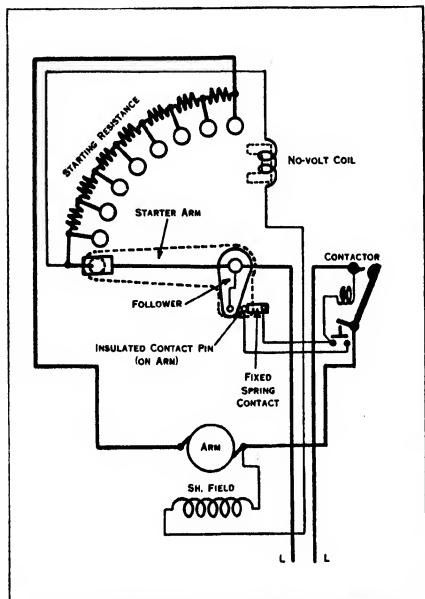 STARTING RESISTANCE
NO-VOLT COIL
STARTER ARM
CONTACTOR
FOLLOWER
INSULATED CONTACT PIN
(ON ARM)
FIXED
SPRING
CONTACT
ARM
SH. FIELD
L
L